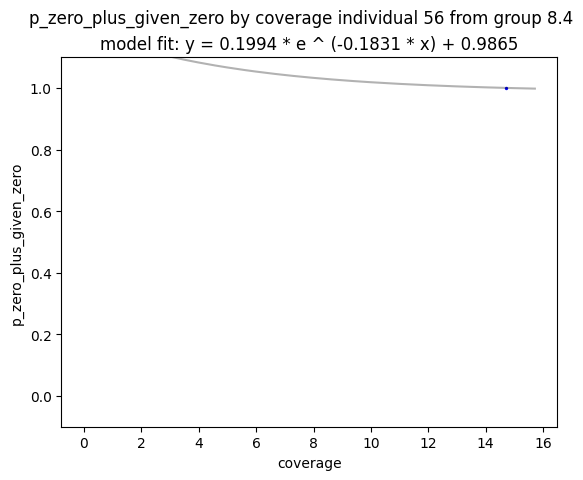 p_zero_plus_given_zero by coverage individual 56 from group 8.4
model fit: y = 0.1994 * e ^ (-0.1831 * x) + 0.9865
1.0
0.8
0.6
0.4
0.2
0.0
p_zero_plus_given_zero
0 2 4 6 8 10 12 14 16
coverage